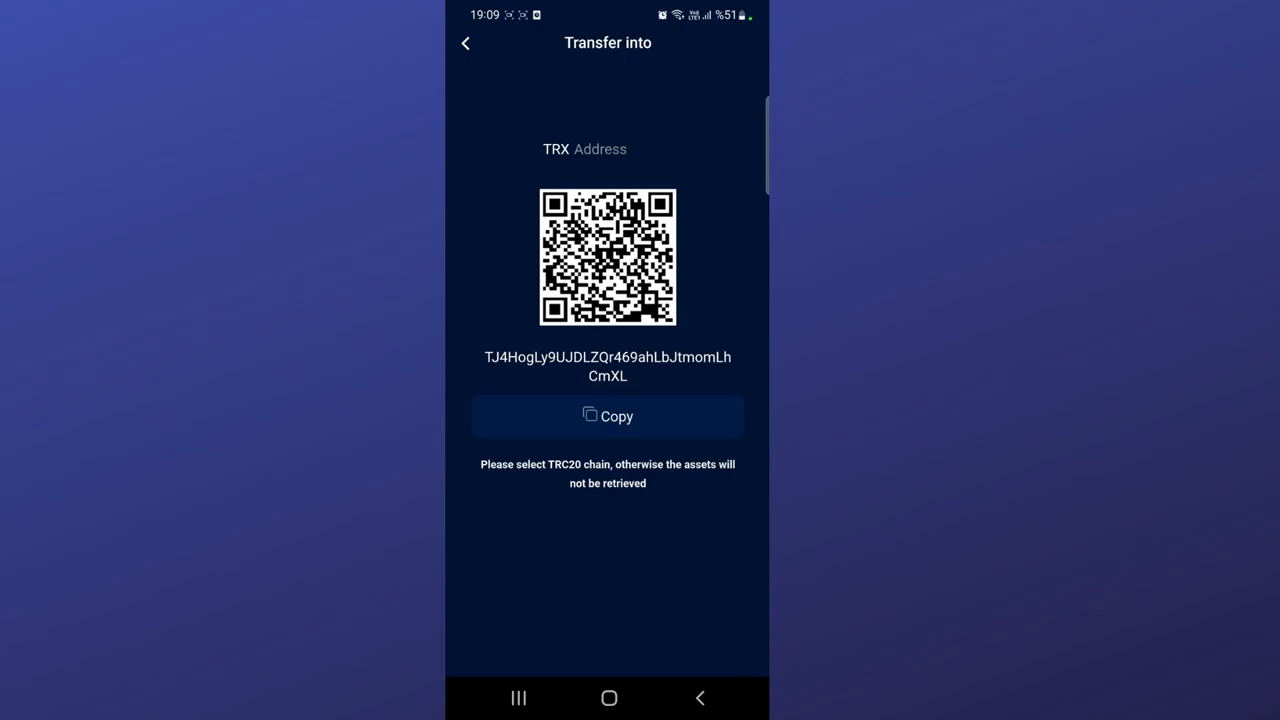 19:09 %51
Transfer into
TRX Address
TJ4HogLy9UJDLZQr469ahLbJtmomLh
CmXL
Copy
Please select TRC20 chain, otherwise the assets will
not be retrieved